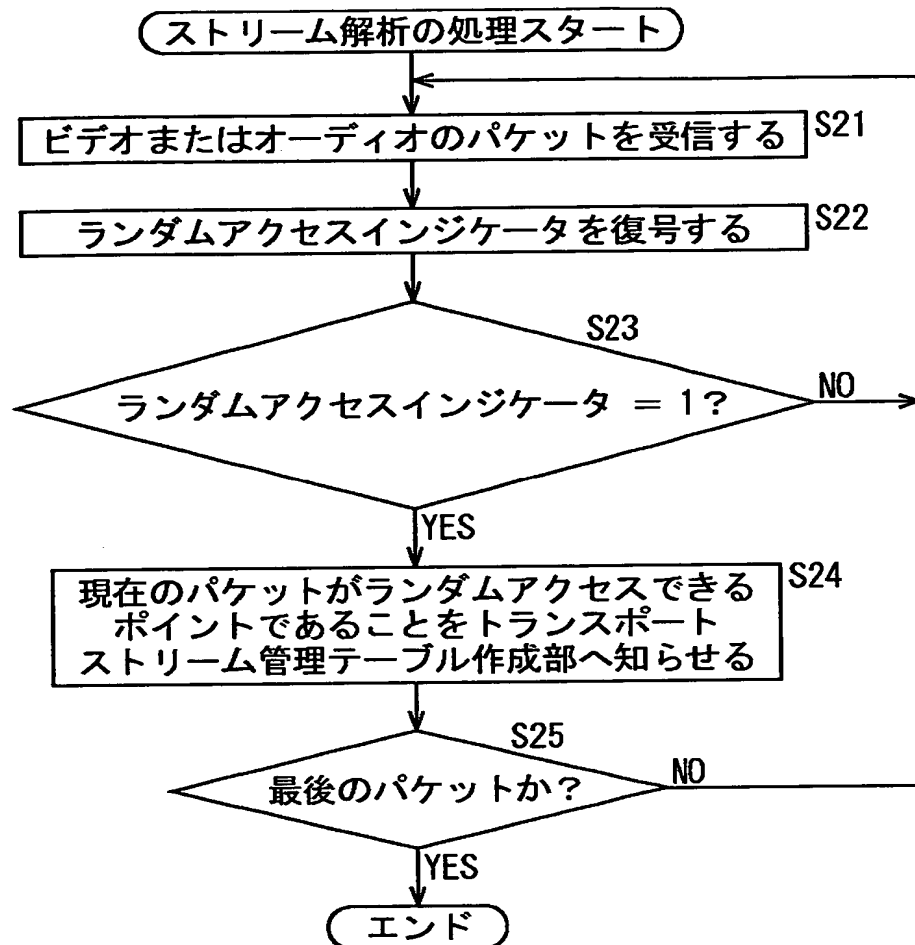 ストリーム解析の処理スタート
ビデオまたはオーディオのパケットを受信する
S21
ランダムアクセスインジケータを復号する
S22
S23
ランダムアクセスインジケータ = 1?
NO
YES
現在のパケットがランダムアクセスできる
ポイントであることをトランスポート
ストリーム管理テーブル作成部へ知らせる
S24
S25
最後のパケットか?
NO
YES
エンド